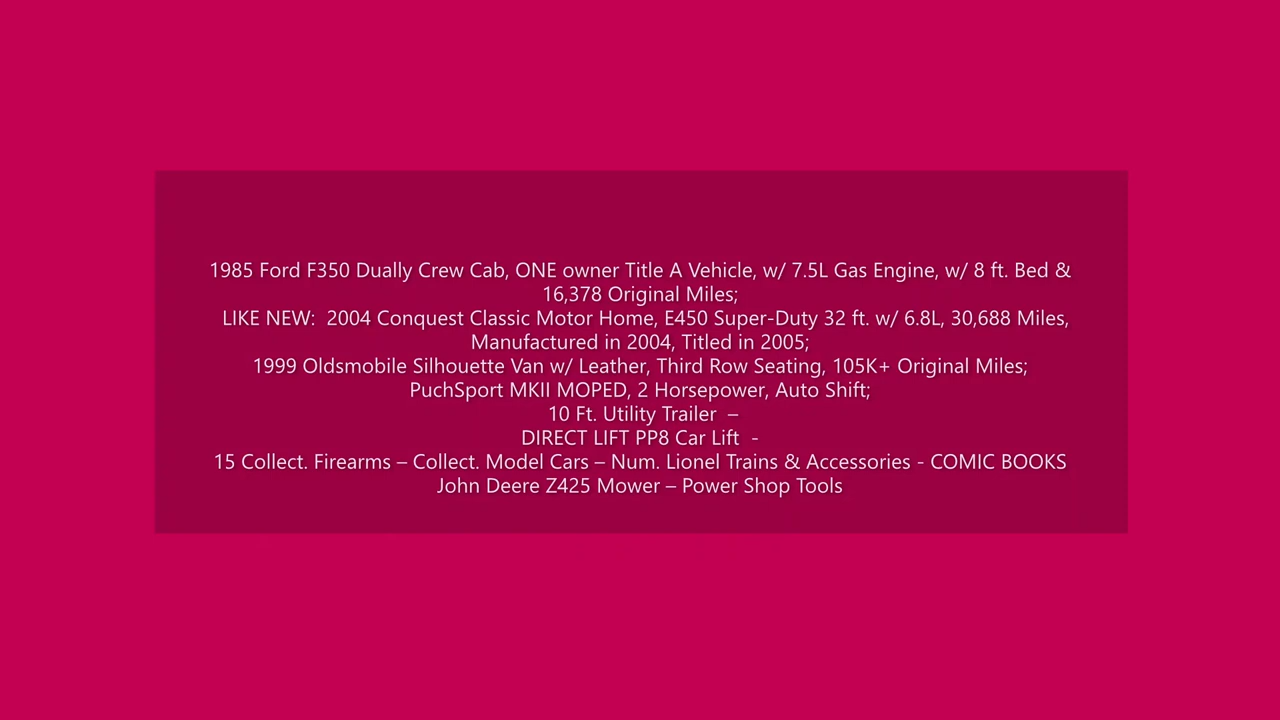 1985 Ford F350 Dually Crew Cab, ONE owner Title A Vehicle, w/ 7.5L Gas Engine, w/ 8 ft. Bed &
16,378 Original Miles;
LIKE NEW:  2004 Conquest Classic Motor Home, E450 Super-Duty 32 ft. w/ 6.8L, 30,688 Miles,
Manufactured in 2004, Titled in 2005;
1999 Oldsmobile Silhouette Van w/ Leather, Third Row Seating, 105K+ Original Miles;
PuchSport MKII MOPED, 2 Horsepower, Auto Shift;
10 Ft. Utility Trailer  –
DIRECT LIFT PP8 Car Lift  -
15 Collect. Firearms – Collect. Model Cars – Num. Lionel Trains & Accessories - COMIC BOOKS
John Deere Z425 Mower – Power Shop Tools